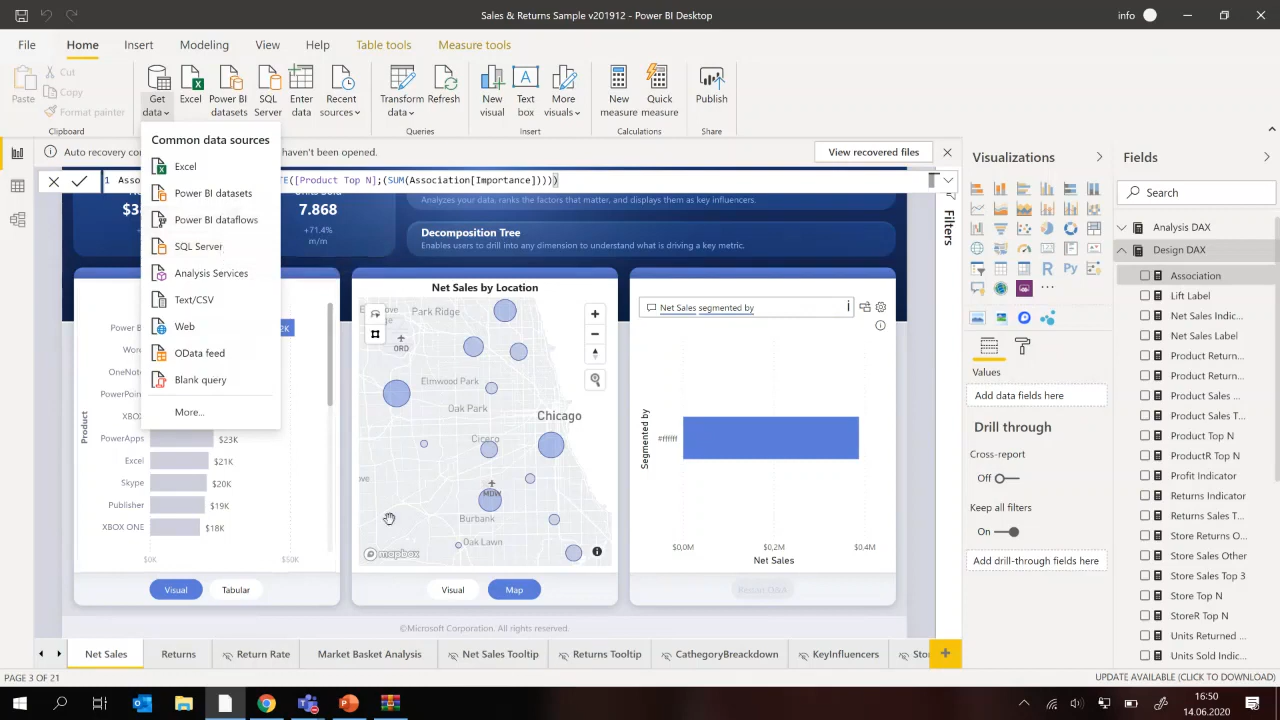 Sales & Returns Sample v201912 - Power BI Desktop
info
File Home Insert Modeling View Help Table tools Measure tools
Paste
Cut
Copy
Format painter
Clipboard
Get data
Excel
Power BI datasets
SQL Server
Enter data
Recent sources
Transform data
Refresh
Queries
New visual
Text box
More visuals
Insert
New measure
Quick measure
Calculations
Publish
Share
Common data sources
Excel
Power BI datasets
Power BI dataflows
SQL Server
Analysis Services
Text/CSV
Web
OData feed
Blank query
More...
Auto recovery co
haven't been opened.
View recovered files
1 Asso
TE([Product Top N];(SUM(Association[Importance]))))
7.868
+71.4%
m/m
Analyzes your data, ranks the factors that matter, and displays them as key influencers.
Decomposition Tree
Enables users to drill into any dimension to understand what is driving a key metric.
Product
Power B
Wor
OneNot
PowerPoin
XBO
PowerApps $23K
Excel $21K
Skype $20K
Publisher $19K
XBOX ONE $18K
$0K $50K
Visual Tabular
Net Sales by Location
Park Ridge
ORD
Elmwood Park
Oak Park
Chicago
Cicero
MDW
Burbank
Oak Lawn
mapbox
Visual Map
Net Sales segmented by
Segmented by
#ffffff
$0,0M $0,2M $0,4M
Net Sales
©Microsoft Corporation. All rights reserved.
Filters
Visualizations
R Py
Values
Add data fields here
Drill through
Cross-report
Off
Keep all filters
On
Add drill-through fields here
Fields
Search
Analysis DAX
Design DAX
Association
Lift Label
Net Sales Indic...
Net Sales Label
Product Return...
Product Return...
Product Sales ...
Product Sales T...
Product Top N
ProductR Top N
Profit Indicator
Returns Indicator
Returns Sales T...
Store Returns O...
Store Sales Other
Store Sales Top 3
Store Top N
StoreR Top N
Units Returned ...
Units Sold Indic...
Net Sales Returns Return Rate Market Basket Analysis Net Sales Tooltip Returns Tooltip CathegoryBreakdown KeyInfluencers Sto
PAGE 3 OF 21
UPDATE AVAILABLE (CLICK TO DOWNLOAD)
16:50
14.06.2020